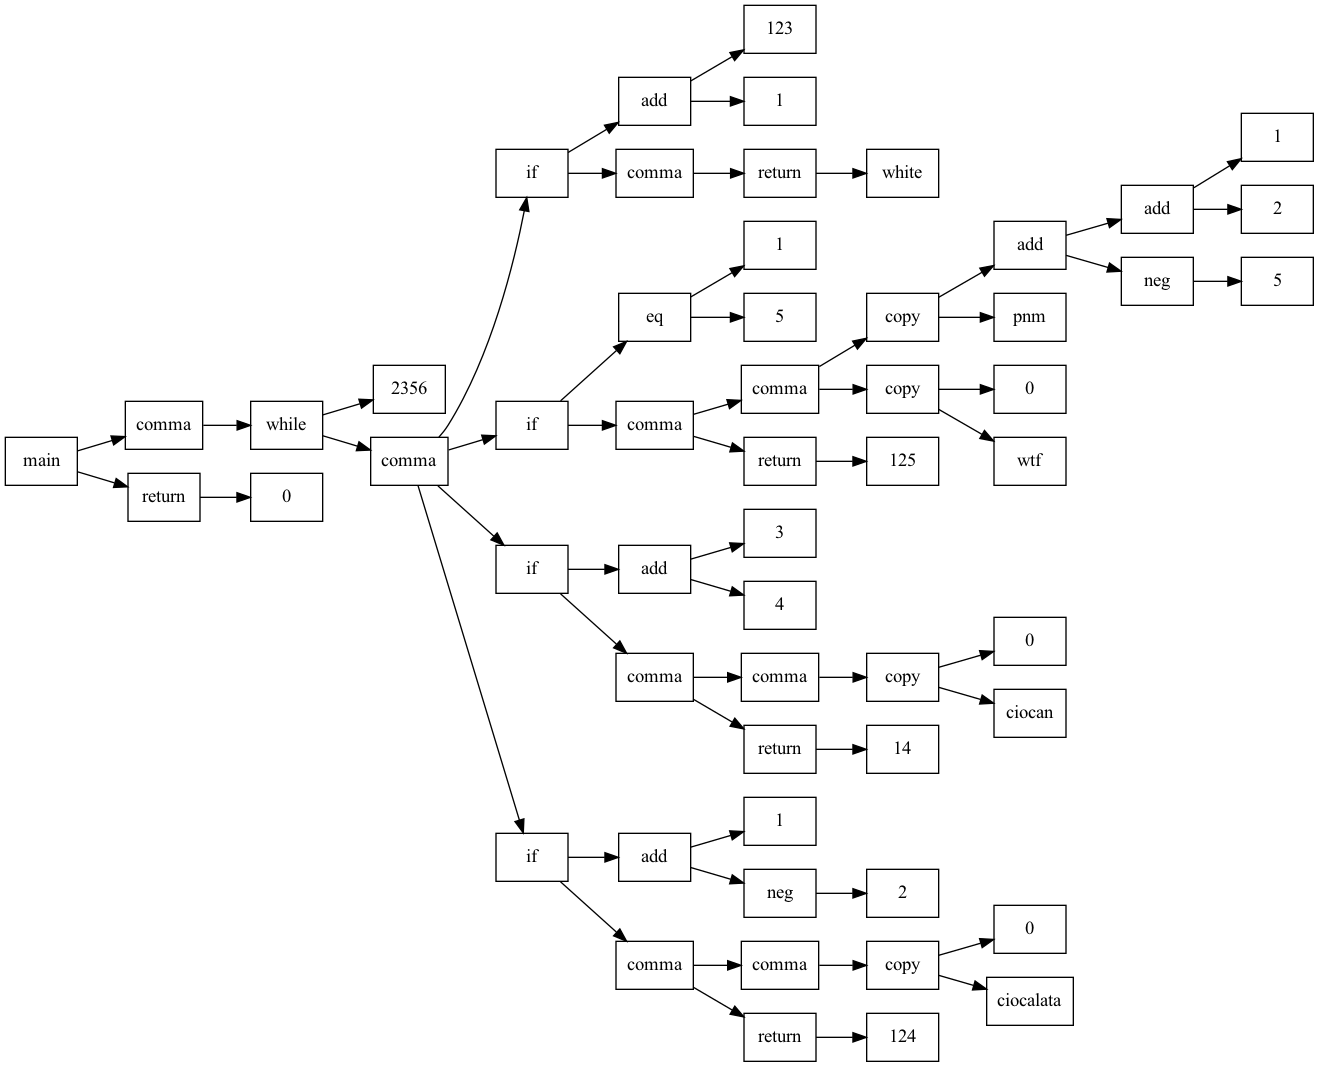 123
add
1
1
if
comma
return
white
add
2
1
add
eq
5
copy
pnm
neg
5
2356
comma
copy
0
comma
while
if
comma
main
comma
return
125
wtf
return
0
3
if
add
4
0
comma
comma
copy
ciocan
return
14
1
if
add
neg
2
0
comma
comma
copy
ciocalata
return
124